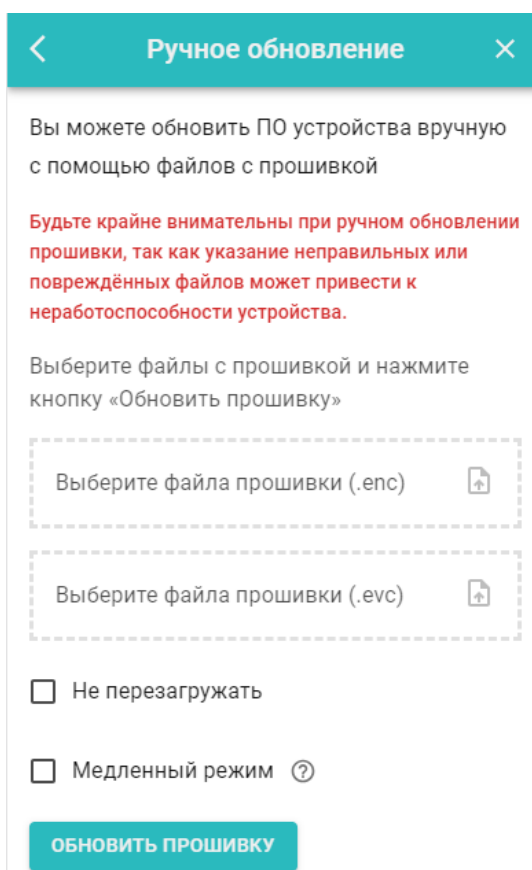 Ручное обновление
Вы можете обновить ПО устройства вручную
с помощью файлов с прошивкой
Будьте крайне внимательны при ручном обновлении
прошивки, так как указание неправильных или
повреждённых файлов может привести к
неработоспособности устройства.
Выберите файлы с прошивкой и нажмите
кнопку «Обновить прошивку»
Выберите файла прошивки (.enc)
Выберите файла прошивки (.evc)
Не перезагружать
Медленный режим
ОБНОВИТЬ ПРОШИВКУ